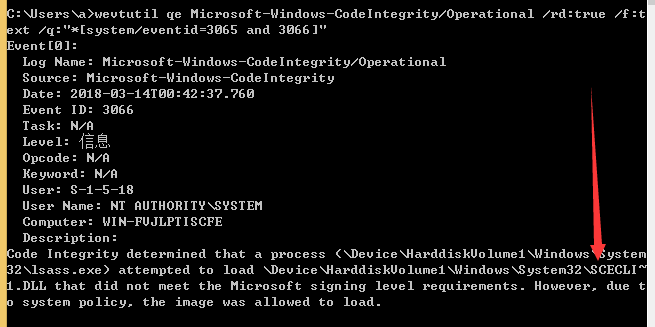 C:\Users\a>wevtutil qe Microsoft-Windows-CodeIntegrity/Operational /rd:true /f:t
ext /q:"*[system/eventid=3065 and 3066]"
Event[0]:
  Log Name: Microsoft-Windows-CodeIntegrity/Operational
  Source: Microsoft-Windows-CodeIntegrity
  Date: 2018-03-14T00:42:37.760
  Event ID: 3066
  Task: N/A
  Level: 信息
  Opcode: N/A
  Keyword: N/A
  User: S-1-5-18
  User Name: NT AUTHORITY\SYSTEM
  Computer: WIN-FVJLPTISCFE
  Description:
Code Integrity determined that a process (\Device\HarddiskVolume1\Windows\System
32\lsass.exe) attempted to load \Device\HarddiskVolume1\Windows\System32\SCECLI~
1.DLL that did not meet the Microsoft signing level requirements. However, due t
o system policy, the image was allowed to load.